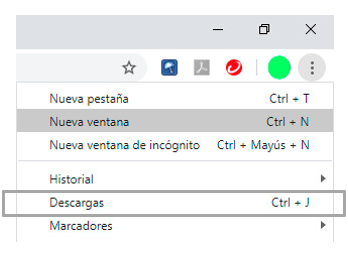 Nueva pestaña Ctrl + T
Nueva ventana Ctrl + N
Nueva ventana de incógnito Ctrl + Mayús + N
Historial
Descargas Ctrl + J
Marcadores